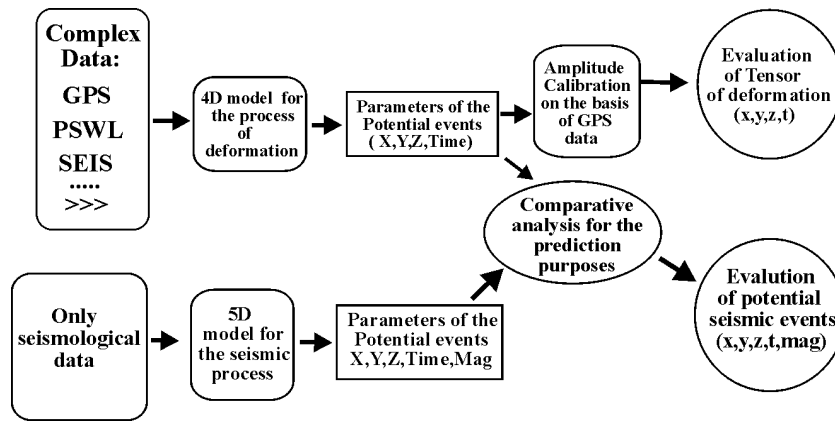 Complex
Data:
GPS
PSWL
SEIS
.....
>>>
4D model for
the process
of
deformation
Parameters of the
Potential events
( X,Y,Z,Time)
Amplitude
Calibration
on the basis
of GPS
data
Evaluation
of Tensor
of deformation
(x,y,z,t)
Comparative
analysis for the
prediction
purposes
Only
seismological
data
5D
model for
the seismic
process
Parameters of the
Potential events
X,Y,Z,Time,Mag
Evalution
of potential
seismic events
(x,y,z,t,mag)